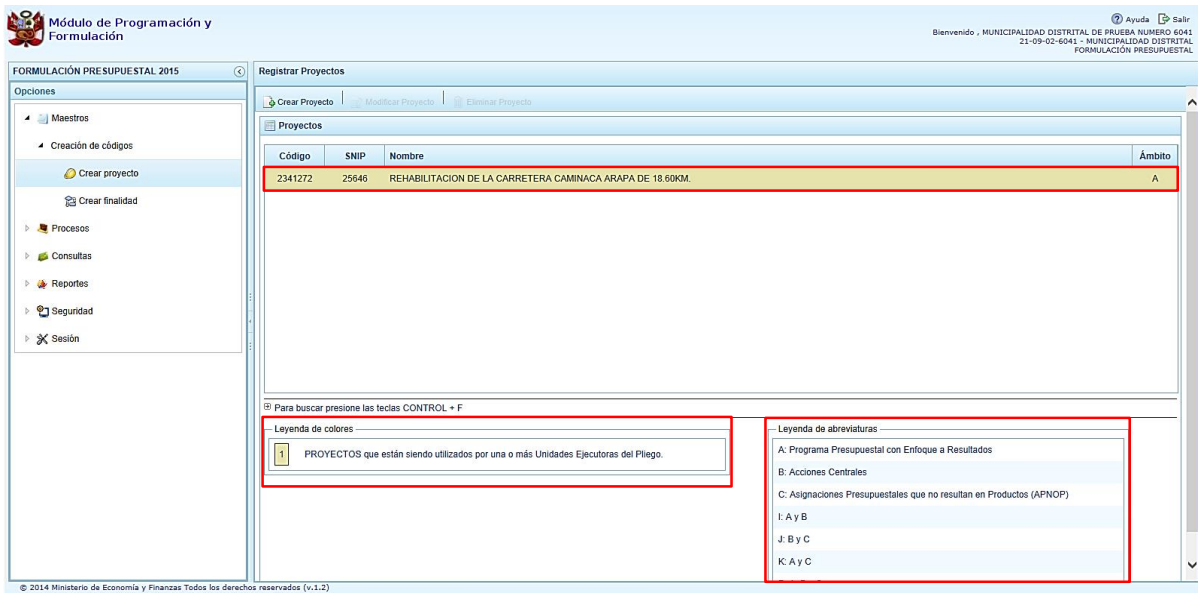 Módulo de Programación y
Formulación
Ayuda Salir
Bienvenido , MUNICIPALIDAD DISTRITAL DE PRUEBA NUMERO 6041
21-09-02-6041 - MUNICIPALIDAD DISTRITAL
FORMULACIÓN PRESUPUESTAL
FORMULACIÓN PRESUPUESTAL 2015
Opciones
Maestros
Creación de códigos
Crear proyecto
Crear finalidad
Procesos
Consultas
Reportes
Seguridad
Sesión
Registrar Proyectos
Crear Proyecto Modificar Proyecto Eliminar Proyecto
Proyectos
Código SNIP Nombre Ámbito
2341272 25646 REHABILITACION DE LA CARRETERA CAMINACA ARAPA DE 18.60KM. A
Para buscar presione las teclas CONTROL + F
Leyenda de colores
1 PROYECTOS que están siendo utilizados por una o más Unidades Ejecutoras del Pliego.
Leyenda de abreviaturas
A: Programa Presupuestal con Enfoque a Resultados
B: Acciones Centrales
C: Asignaciones Presupuestales que no resultan en Productos (APNOP)
I: A y B
J: B y C
K: A y C
© 2014 Ministerio de Economía y Finanzas Todos los derechos reservados (v.1.2)